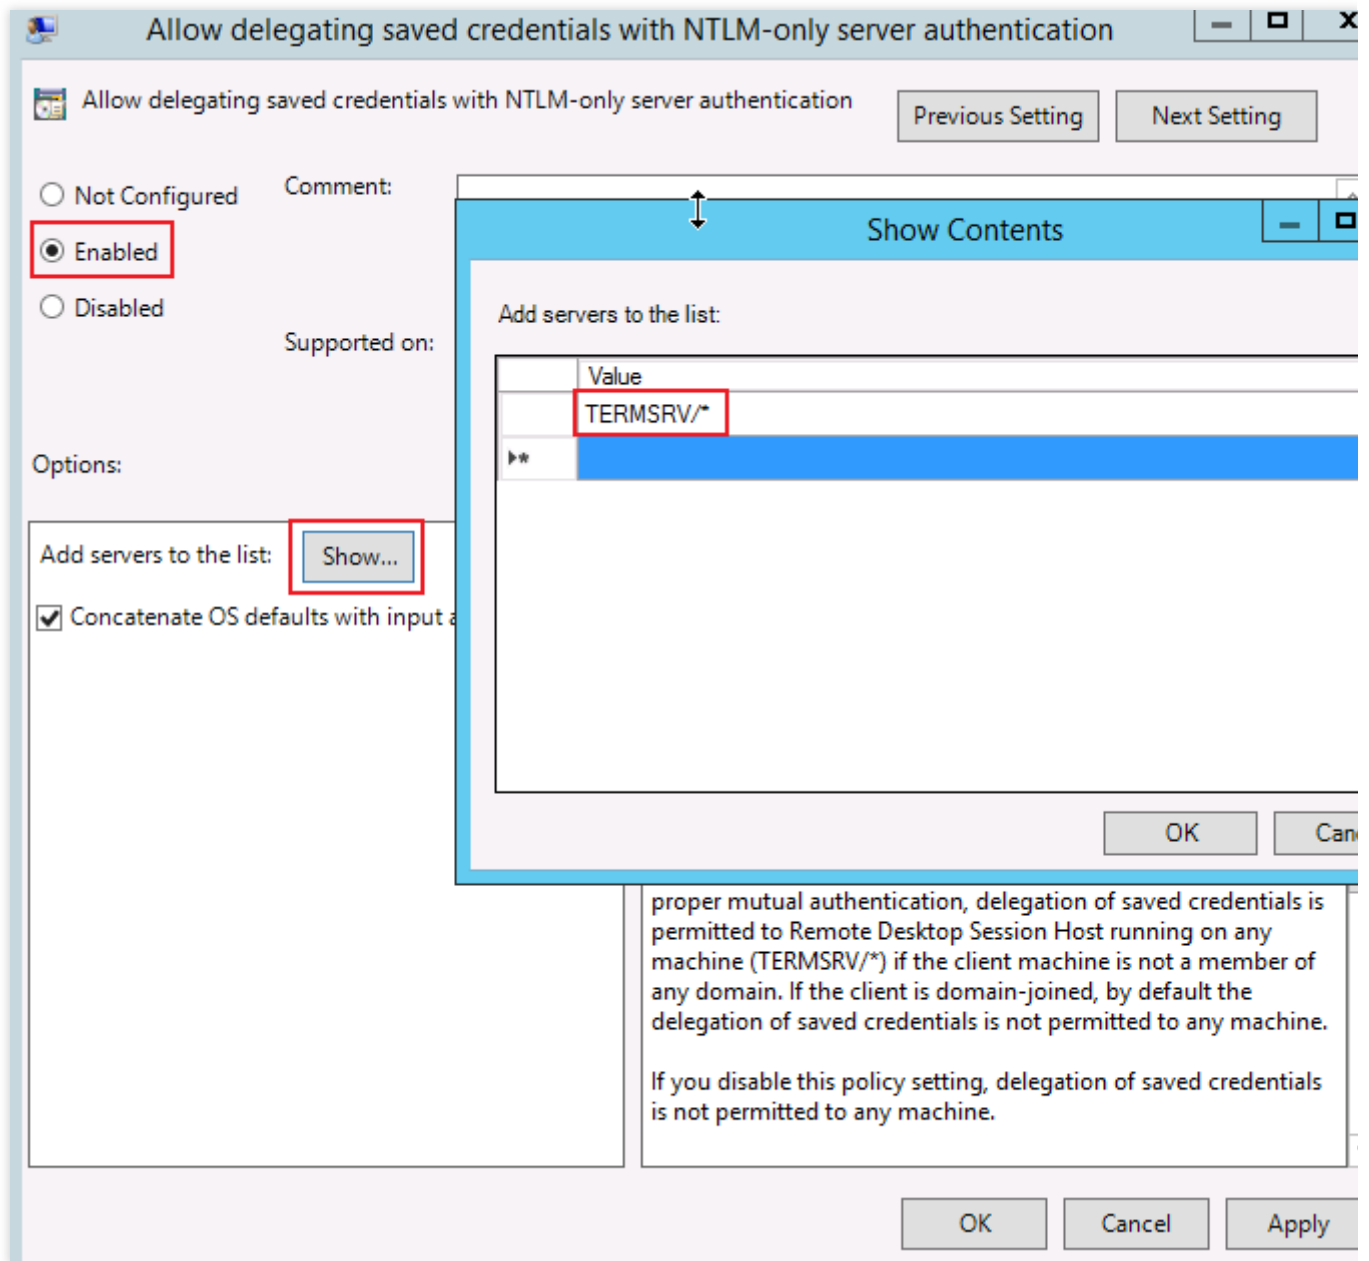 Allow delegating saved credentials with NTLM-only server authentication
Allow delegating saved credentials with NTLM-only server authentication
Previous Setting
Next Setting
Not Configured
Comment:
Enabled
Disabled
Supported on:
Show Contents
Add servers to the list:
Value
TERMSRV/*
Options:
Add servers to the list:
Show...
Concatenate OS defaults with input
OK
proper mutual authentication, delegation of saved credentials is
permitted to Remote Desktop Session Host running on any
machine (TERMSRV/*) if the client machine is not a member of
any domain. If the client is domain-joined, by default the
delegation of saved credentials is not permitted to any machine.
If you disable this policy setting, delegation of saved credentials
is not permitted to any machine.
OK
Cancel
Apply